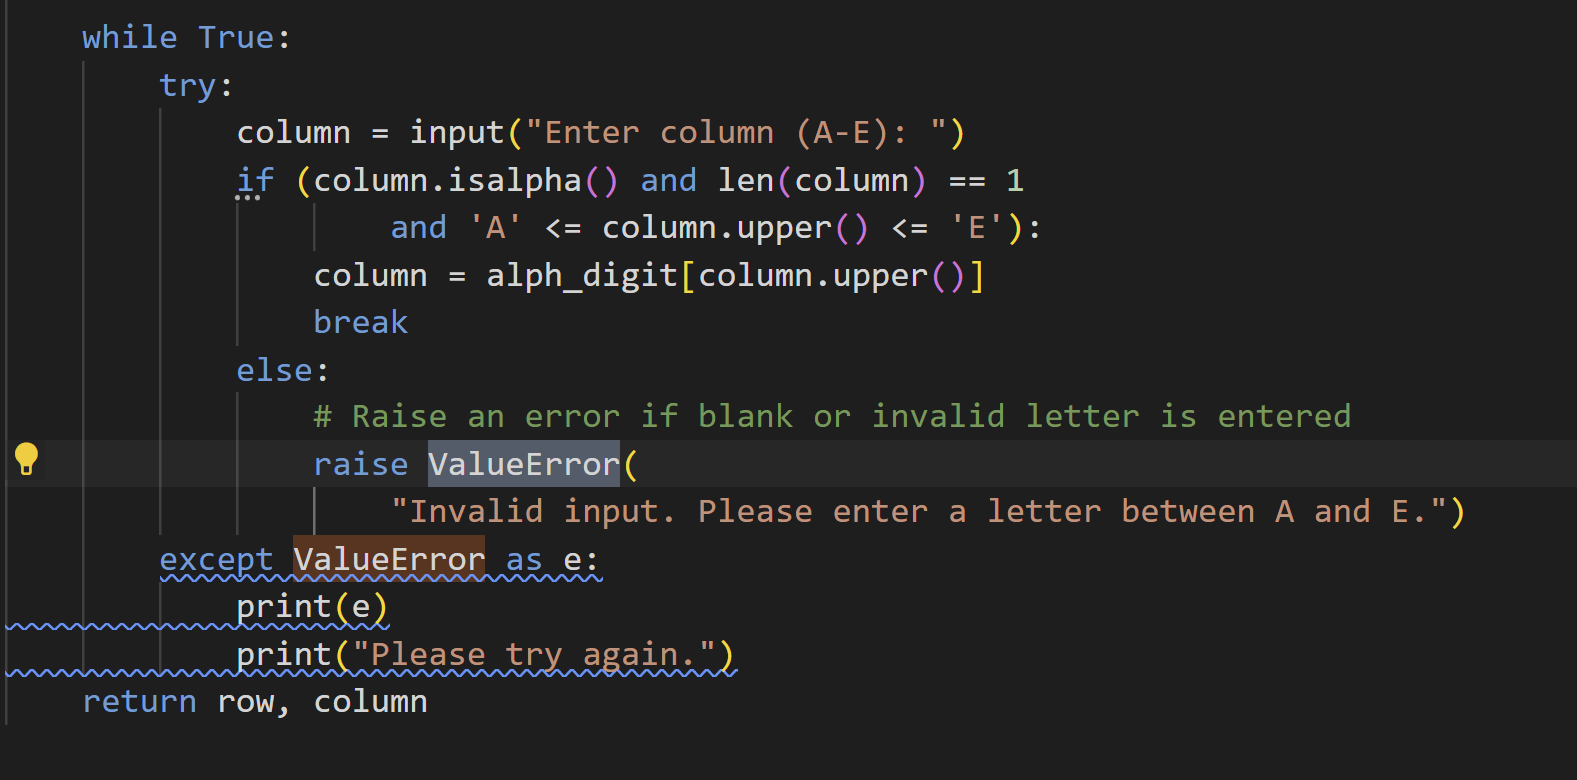 while True:
try:
column = input("Enter column (A-E): ")
if (column.isalpha() and len(column) == 1
and 'A' <= column.upper() <= 'E'):
column = alph_digit[column.upper()]
break
else:
# Raise an error if blank or invalid letter is entered
raise ValueError(
"Invalid input. Please enter a letter between A and E.")
except ValueError as e:
print(e)
print("Please try again.")
return row, column